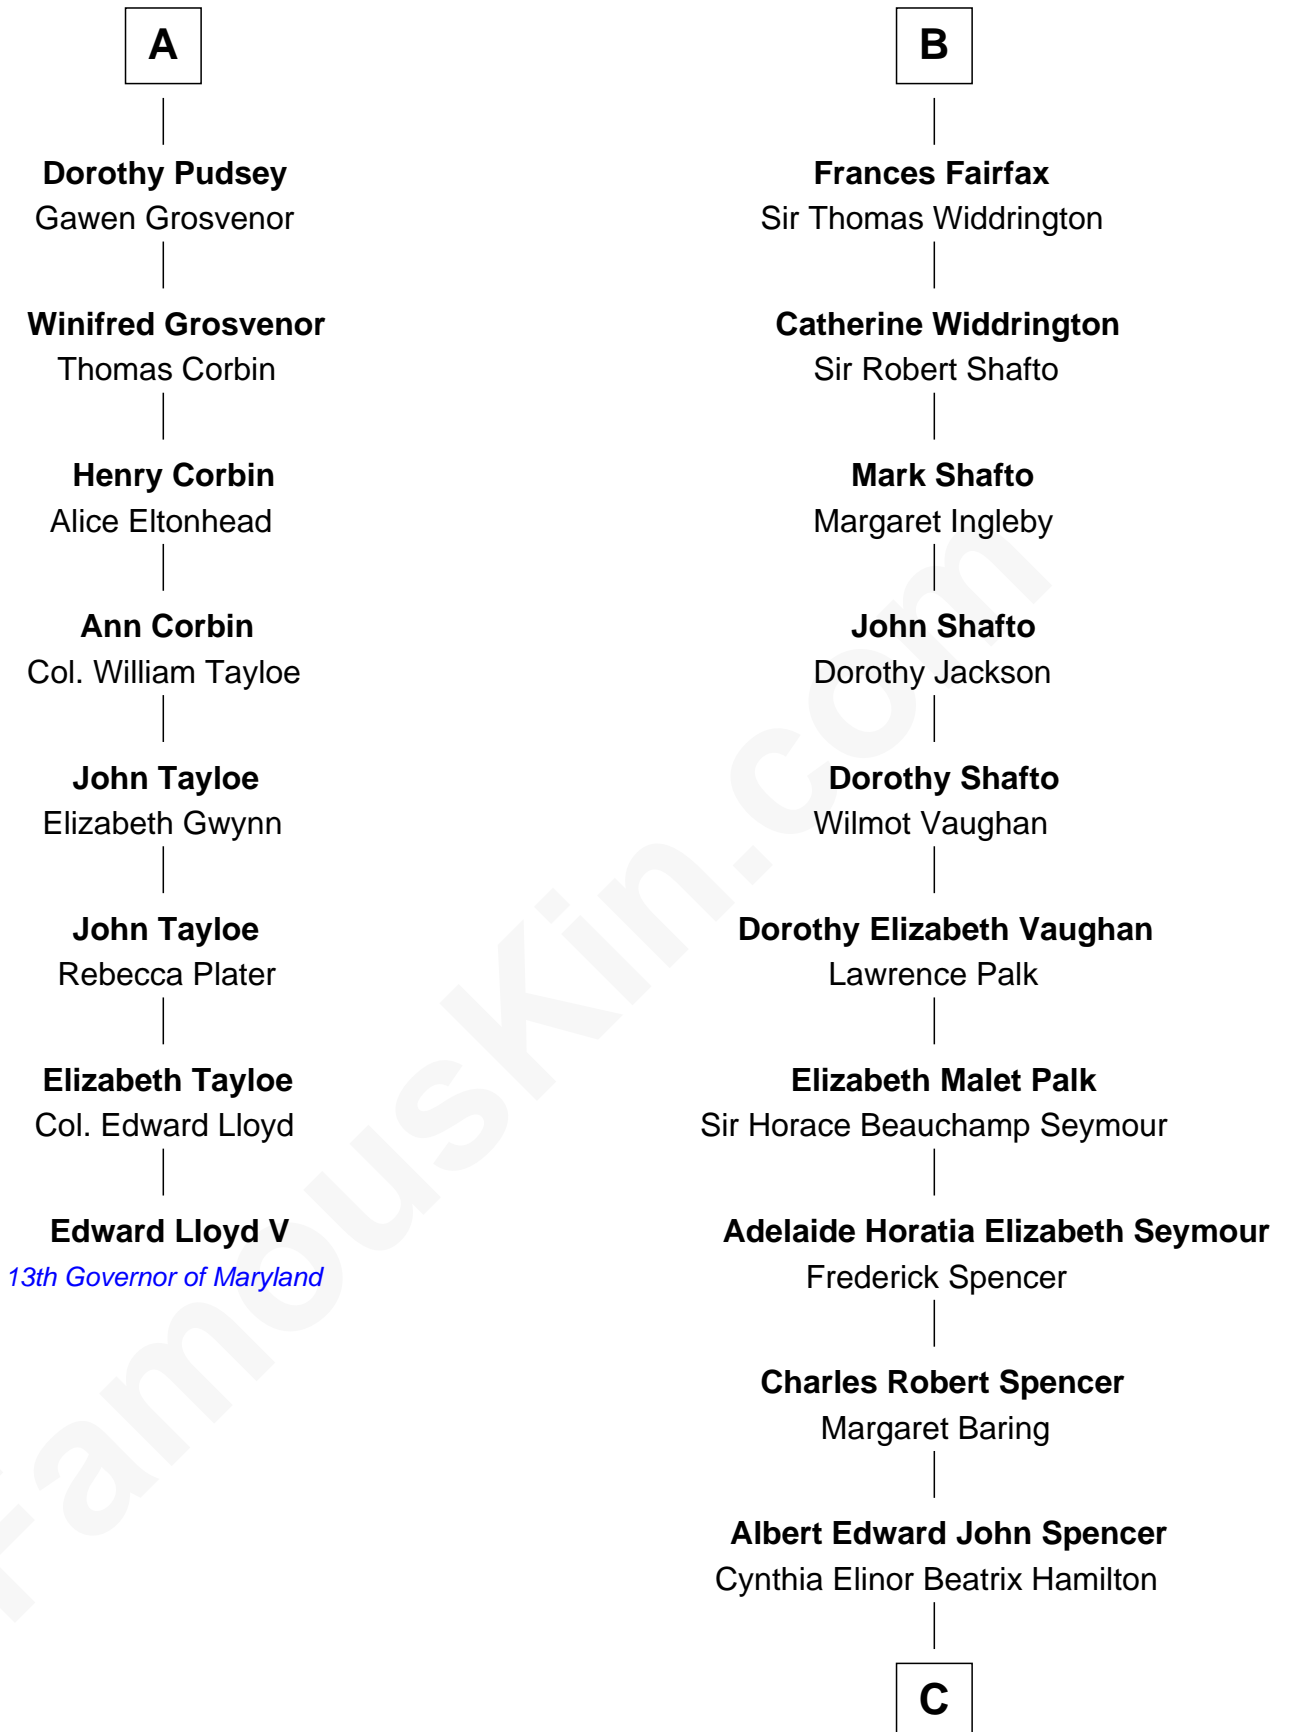 A
Dorothy Pudsey
Gawen Grosvenor
Winifred Grosvenor
Thomas Corbin
Henry Corbin
Alice Eltonhead
Ann Corbin
Col. William Tayloe
John Tayloe
Elizabeth Gwynn
John Tayloe
Rebecca Plater
Elizabeth Tayloe
Col. Edward Lloyd
Edward Lloyd V
13th Governor of Maryland
B
Frances Fairfax
Sir Thomas Widdrington
Catherine Widdrington
Sir Robert Shafto
Mark Shafto
Margaret Ingleby
John Shafto
Dorothy Jackson
Dorothy Shafto
Wilmot Vaughan
Dorothy Elizabeth Vaughan
Lawrence Palk
Elizabeth Malet Palk
Sir Horace Beauchamp Seymour
Adelaide Horatia Elizabeth Seymour
Frederick Spencer
Charles Robert Spencer
Margaret Baring
Albert Edward John Spencer
Cynthia Elinor Beatrix Hamilton
C
FamousKin.com